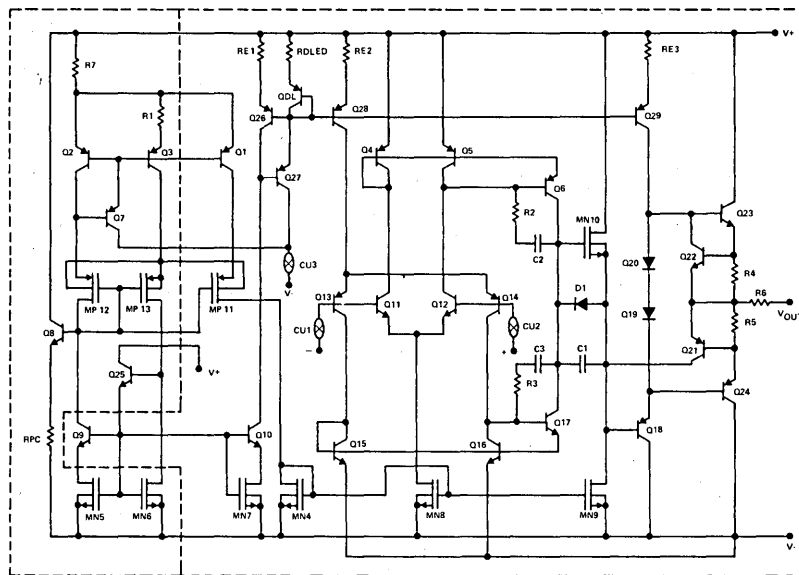 V+
R7
RE1
RDLED
RE2
RE3
R1
QDL
Q26
Q28
Q29
Q2
Q3
Q1
Q4
Q5
Q27
Q6
Q7
R2
MN10
Q23
CU3
C2
Q22
V-
Q20
R4
MP 12
MP 13
MP 11
Q13
Q11
Q12
Q14
D1
R6
Q8
CU1
CU2
Q19
R5
VOUT
−
+
C3
C1
Q21
Q25
V+
R3
Q24
RPC
Q9
Q10
Q15
Q16
Q17
Q18
MN5
MN6
MN7
MN4
MN8
MN9
V-